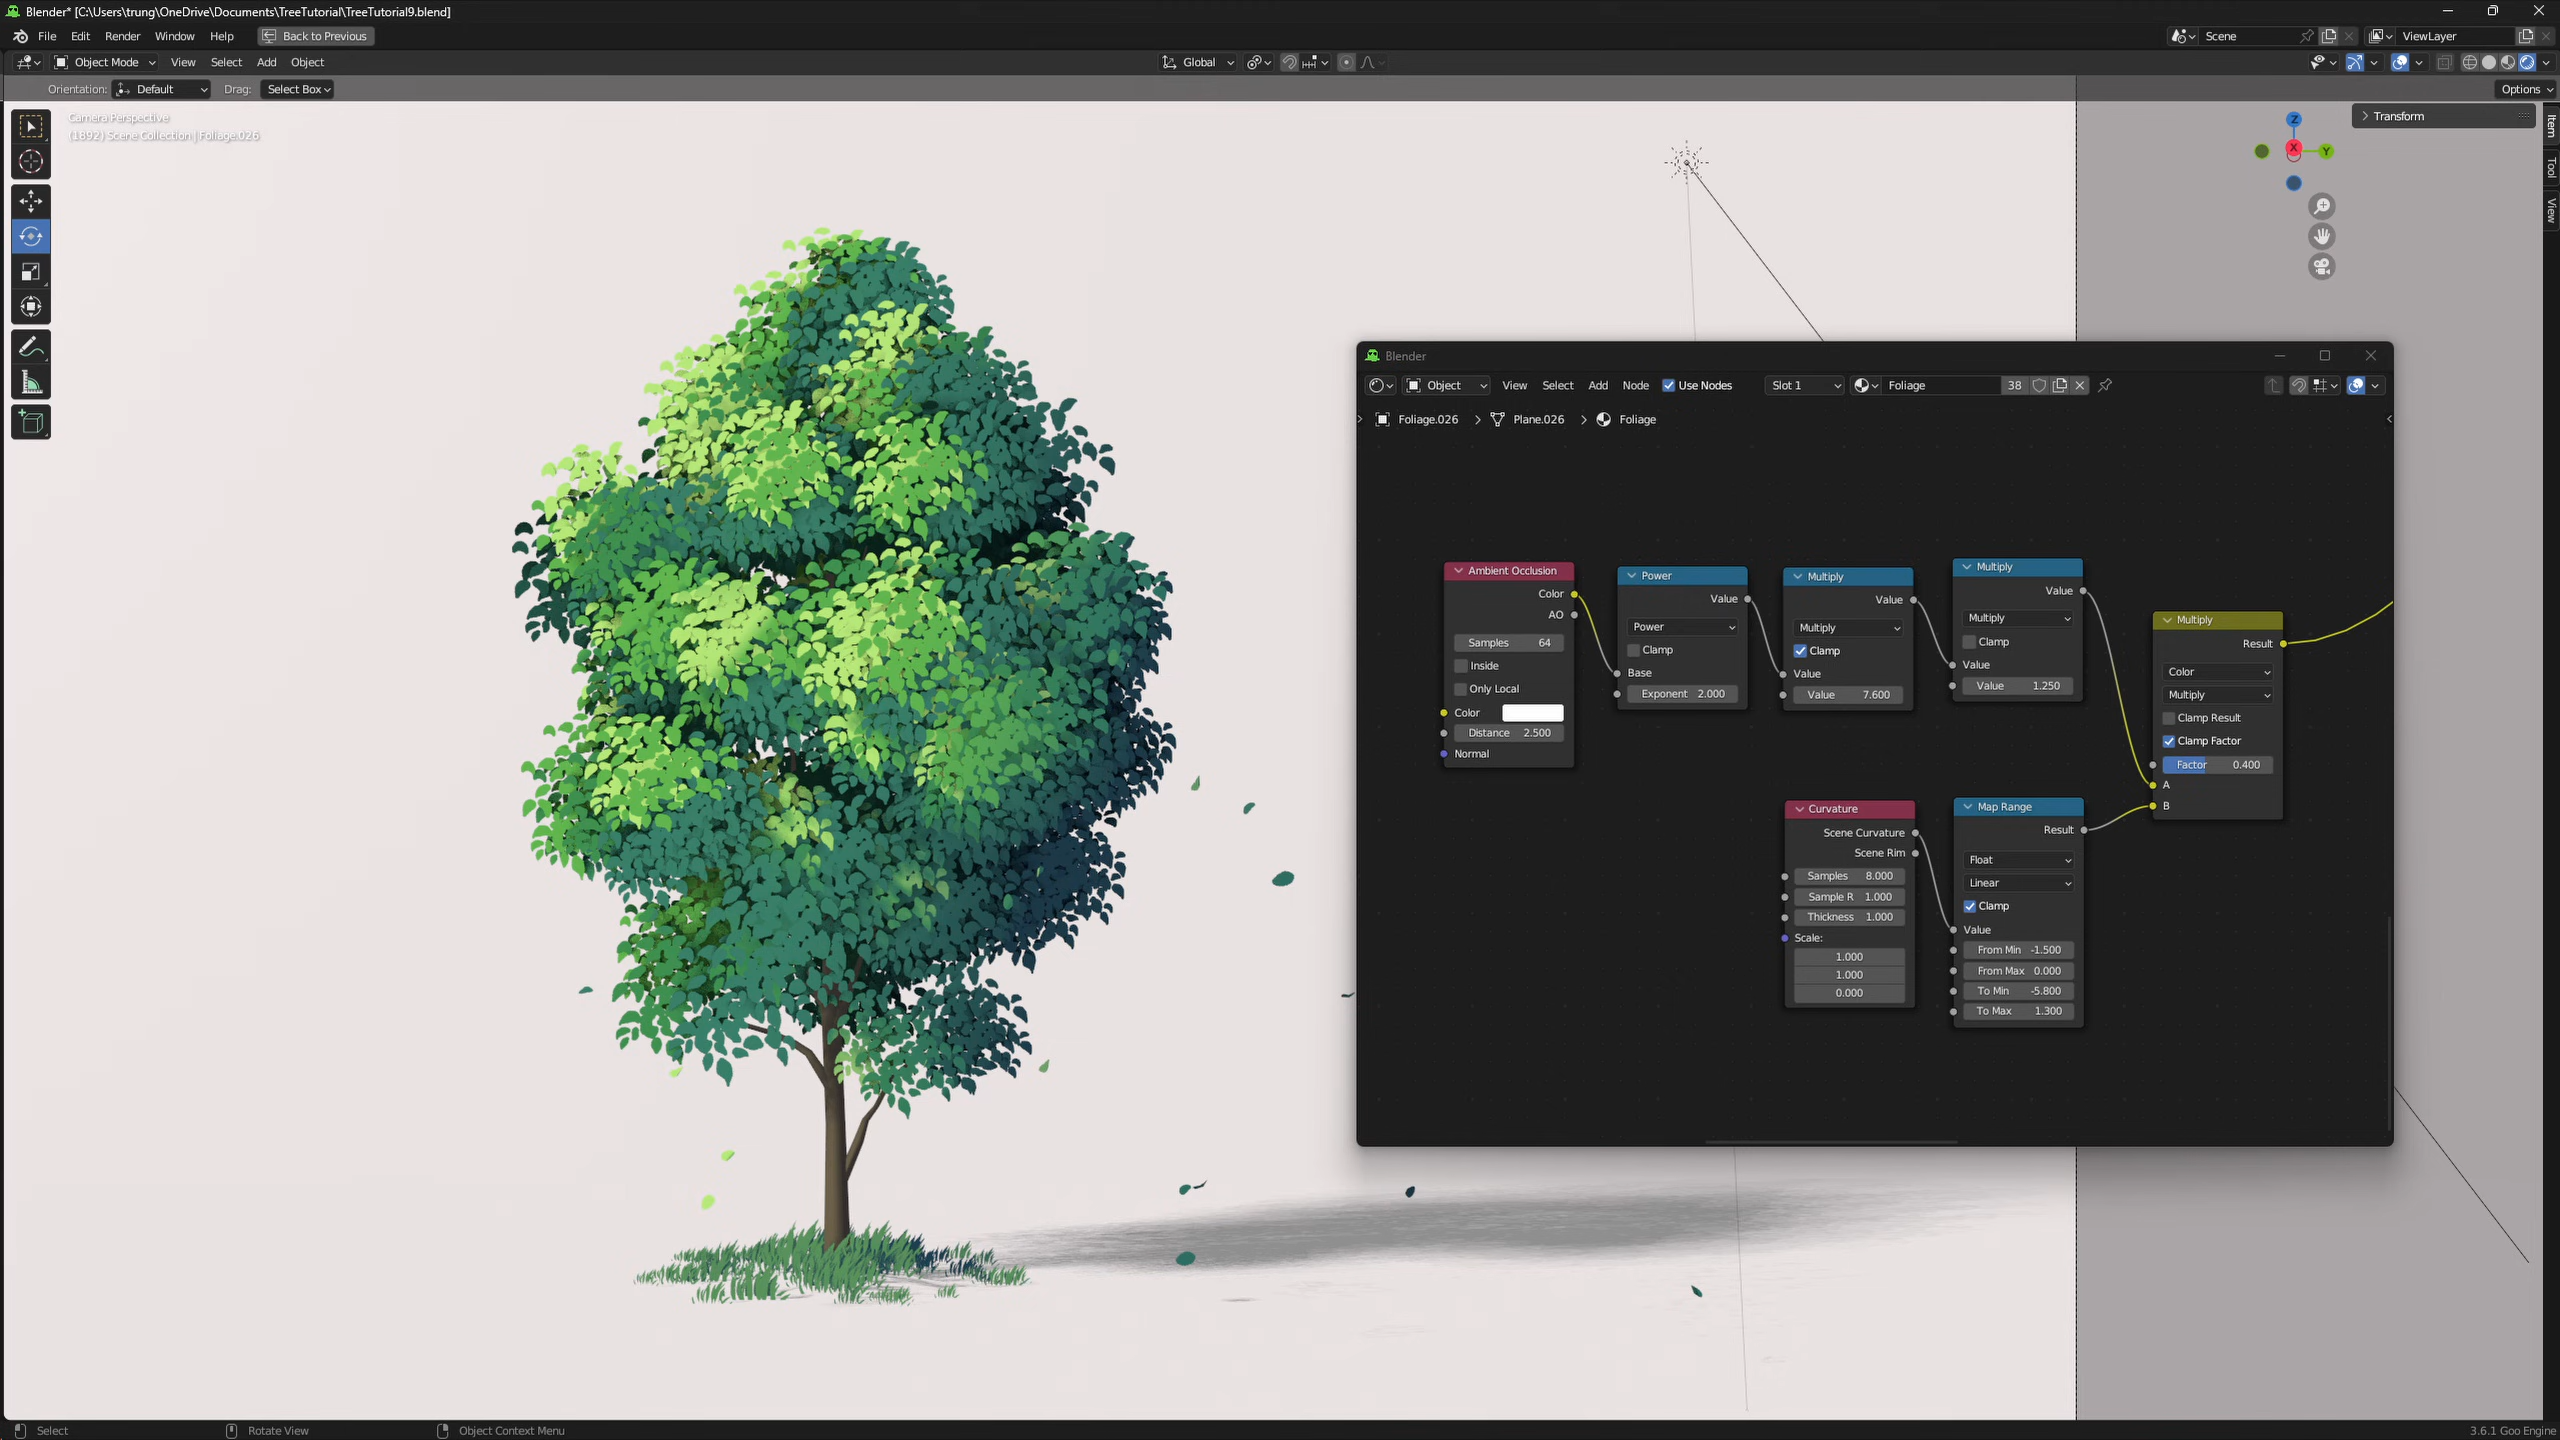 Blender* [C:\Users\trung\OneDrive\Documents\TreeTutorial\TreeTutorial9.blend]
File Edit Render Window Help Back to Previous Scene ViewLayer
Object Mode View Select Add Object Global
Orientation: Default Drag: Select Box Options
Camera Perspective
(1892) Scene Collection | Foliage.026
Z
X
Y
Transform
Item
Tool
View
Blender
Object View Select Add Node Use Nodes Slot 1 Foliage 38
Foliage.026 > Plane.026 > Foliage
Ambient Occlusion
Color
AO
Samples 64
Inside
Only Local
Color
Distance 2.500
Normal
Power
Value
Power
Clamp
Base
Exponent 2.000
Multiply
Value
Multiply
Clamp
Value
Value 7.600
Multiply
Value
Multiply
Clamp
Value
Value 1.250
Multiply
Result
Color
Multiply
Clamp Result
Clamp Factor
Factor 0.400
A
B
Curvature
Scene Curvature
Scene Rim
Samples 8.000
Sample R 1.000
Thickness 1.000
Scale:
1.000
1.000
0.000
Map Range
Result
Float
Linear
Clamp
Value
From Min -1.500
From Max 0.000
To Min -5.800
To Max 1.300
Select Rotate View Object Context Menu 3.6.1 Goo Engine